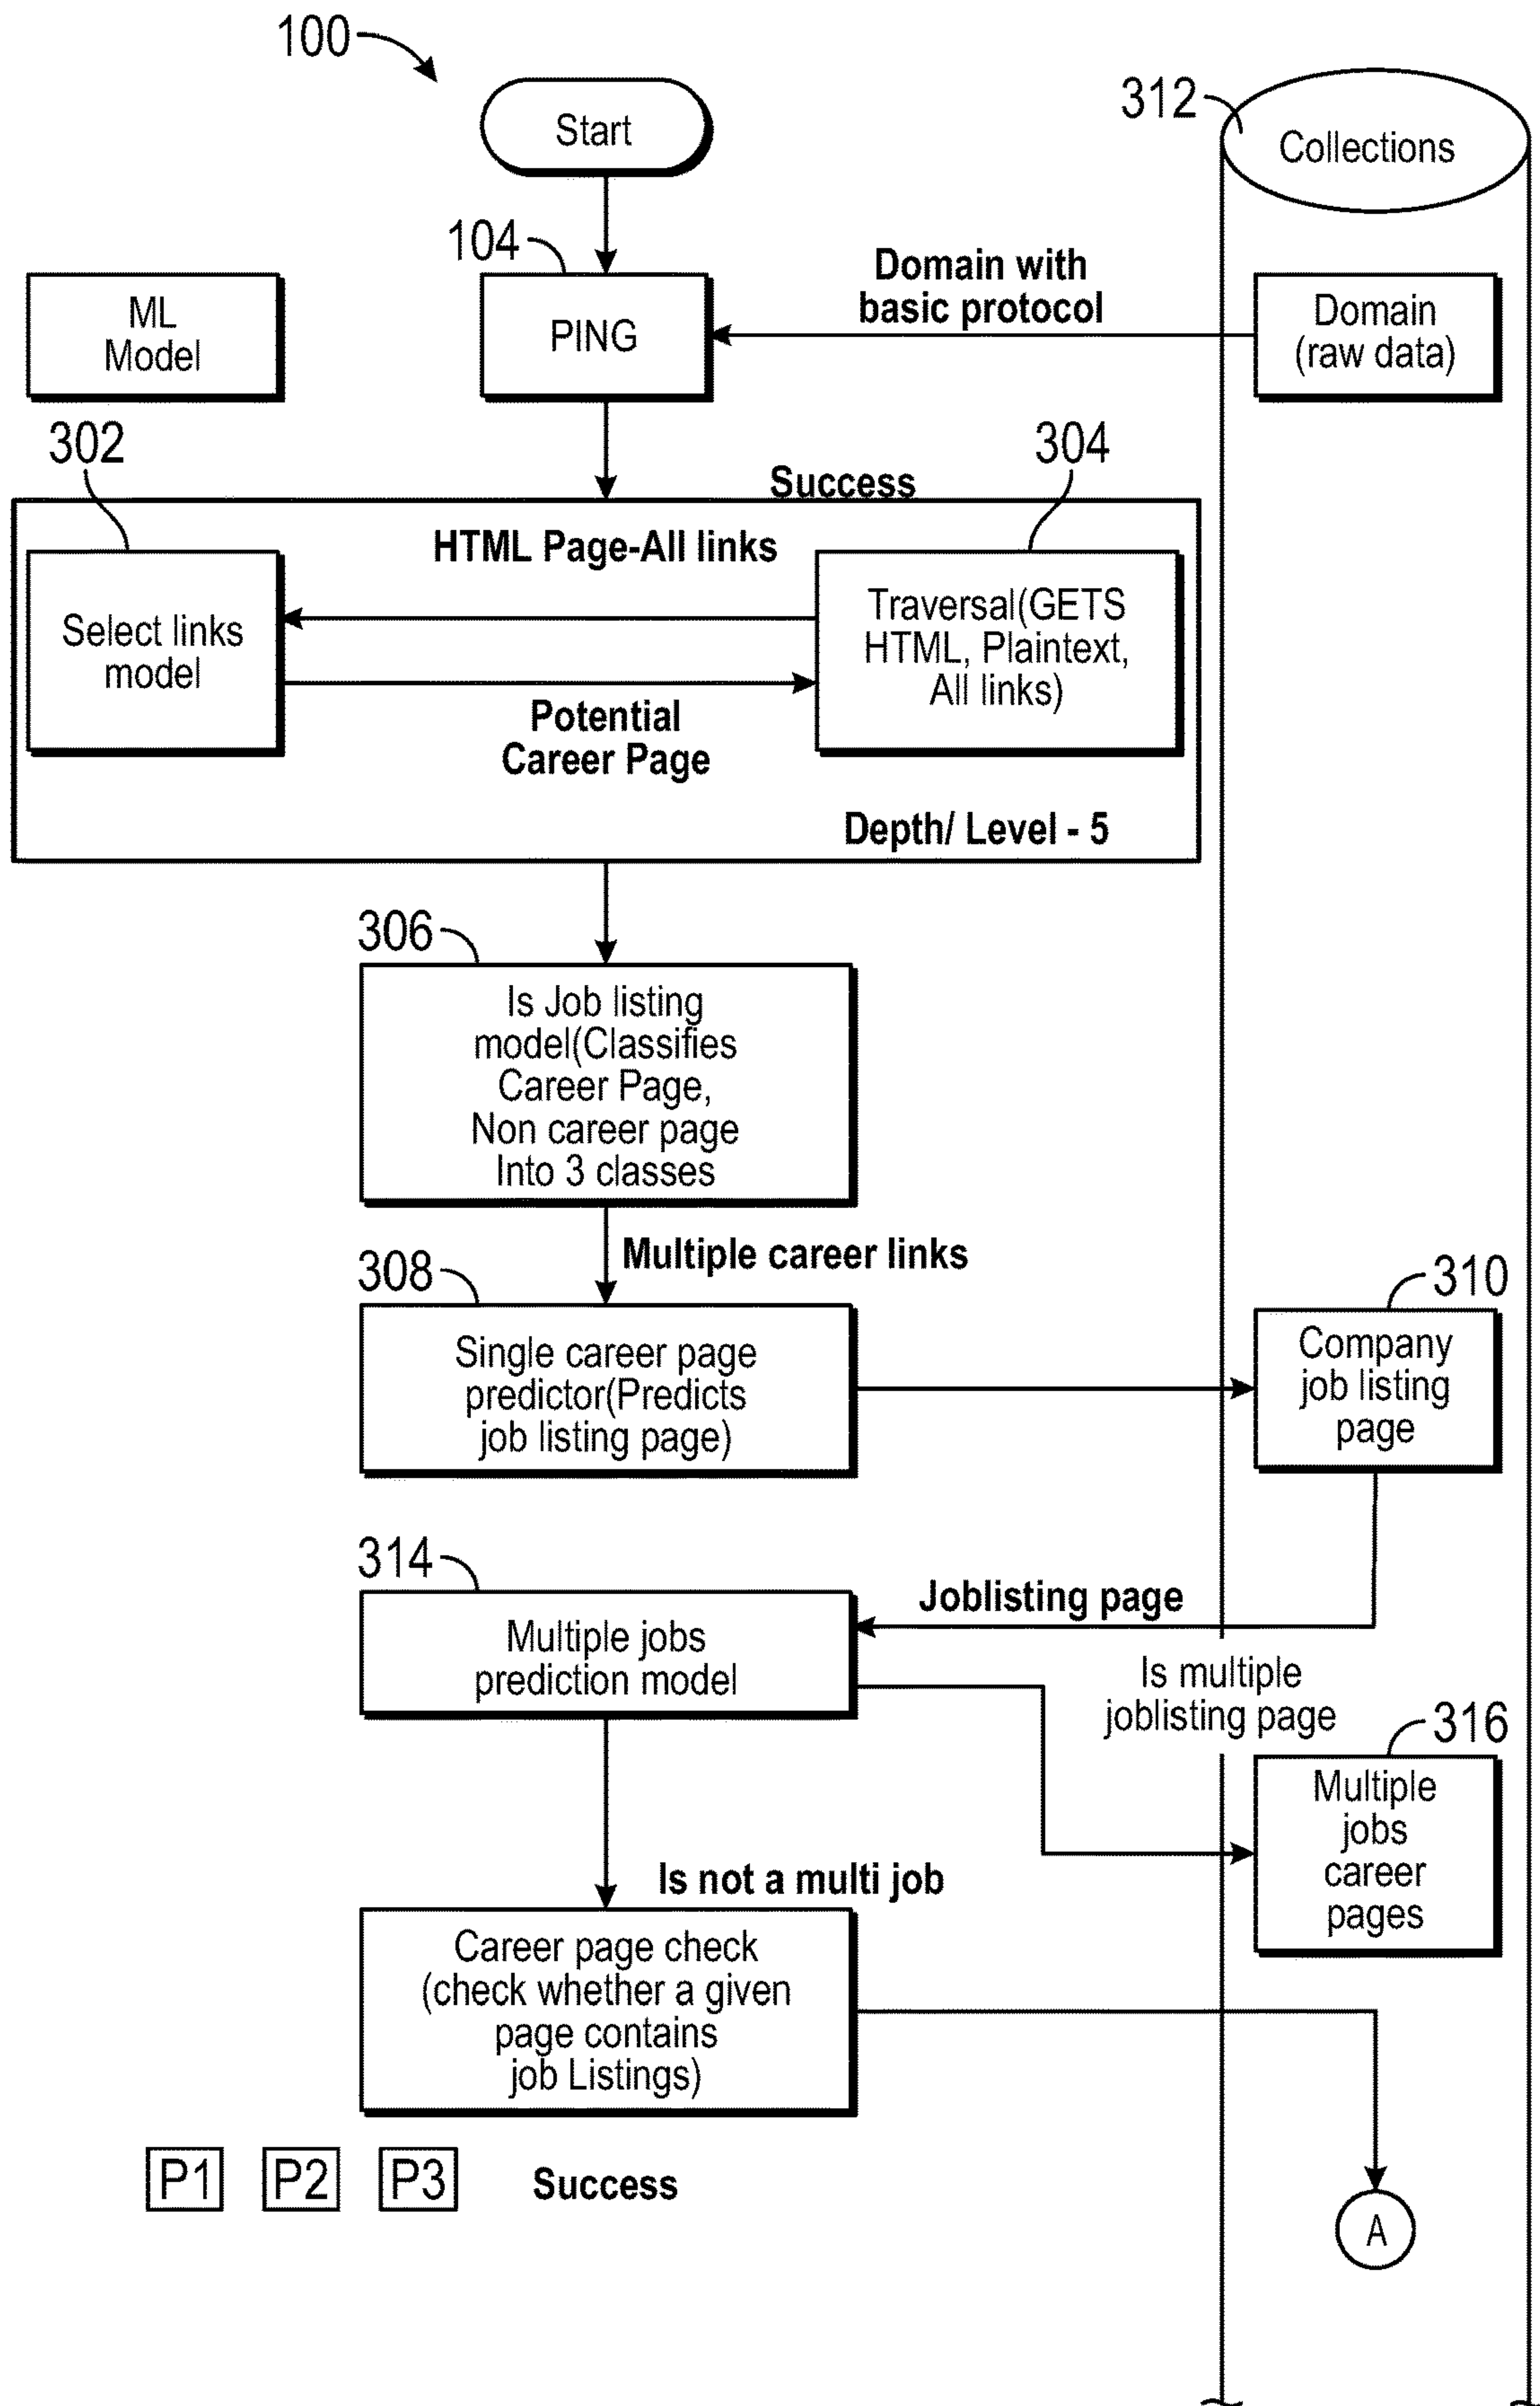 100
Start
312
Collections
104
PING
Domain with
basic protocol
Domain
(raw data)
ML
Model
302
304
Success
HTML Page-All links
Select links
model
Traversal(GETS
HTML, Plaintext,
All links)
Potential
Career Page
Depth/ Level - 5
306
Is Job listing
model(Classifies
Career Page,
Non career page
Into 3 classes
Multiple career links
308
Single career page
predictor(Predicts
job listing page)
310
Company
job listing
page
314
Joblisting page
Multiple jobs
prediction model
Is multiple
joblisting page
316
Multiple
jobs
career
pages
Is not a multi job
Career page check
(check whether a given
page contains
job Listings)
P1 P2 P3 Success
A